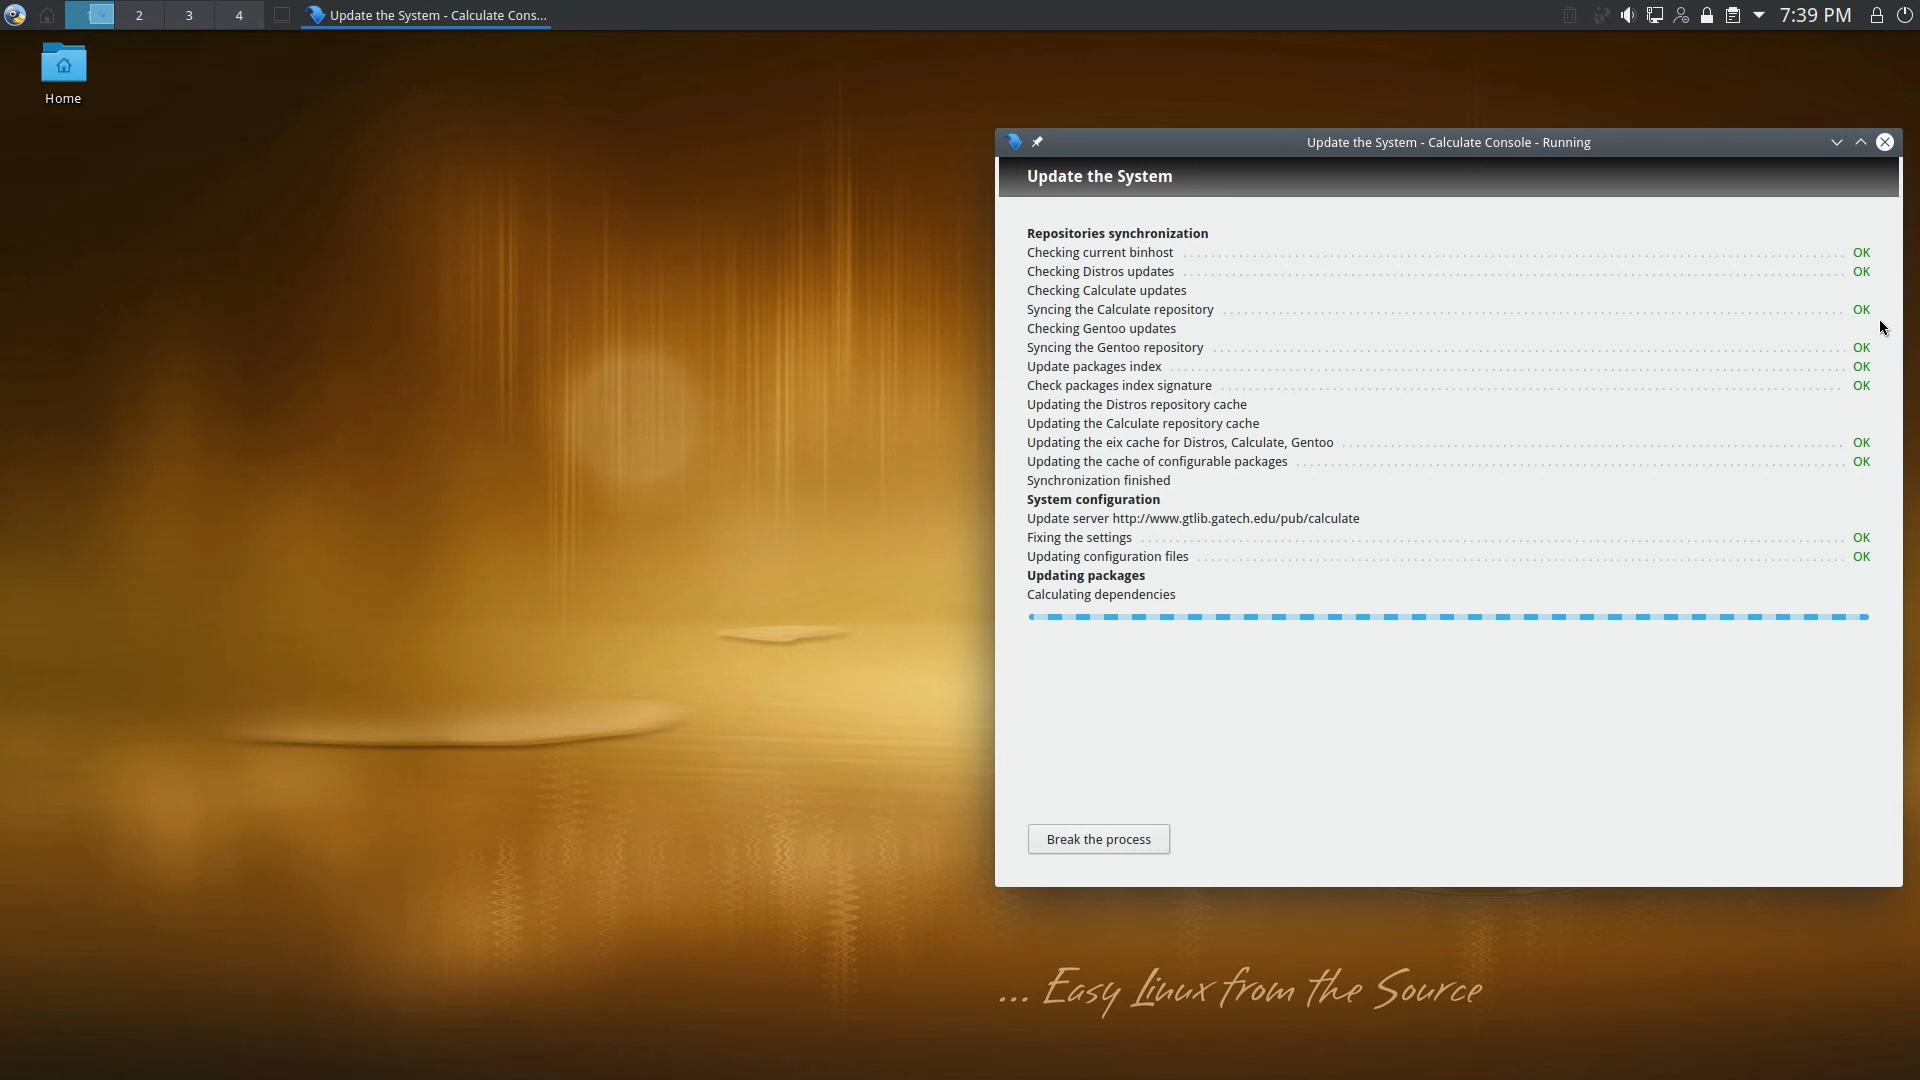 2
3
4
Update the System - Calculate Cons...
7:39 PM
Home
Update the System - Calculate Console - Running
Update the System
Repositories synchronization
Checking current binhost OK
Checking Distros updates OK
Checking Calculate updates
Syncing the Calculate repository OK
Checking Gentoo updates
Syncing the Gentoo repository OK
Update packages index OK
Check packages index signature OK
Updating the Distros repository cache
Updating the Calculate repository cache
Updating the eix cache for Distros, Calculate, Gentoo OK
Updating the cache of configurable packages OK
Synchronization finished
System configuration
Update server http://www.gtlib.gatech.edu/pub/calculate
Fixing the settings OK
Updating configuration files OK
Updating packages
Calculating dependencies
Break the process
... Easy Linux from the Source